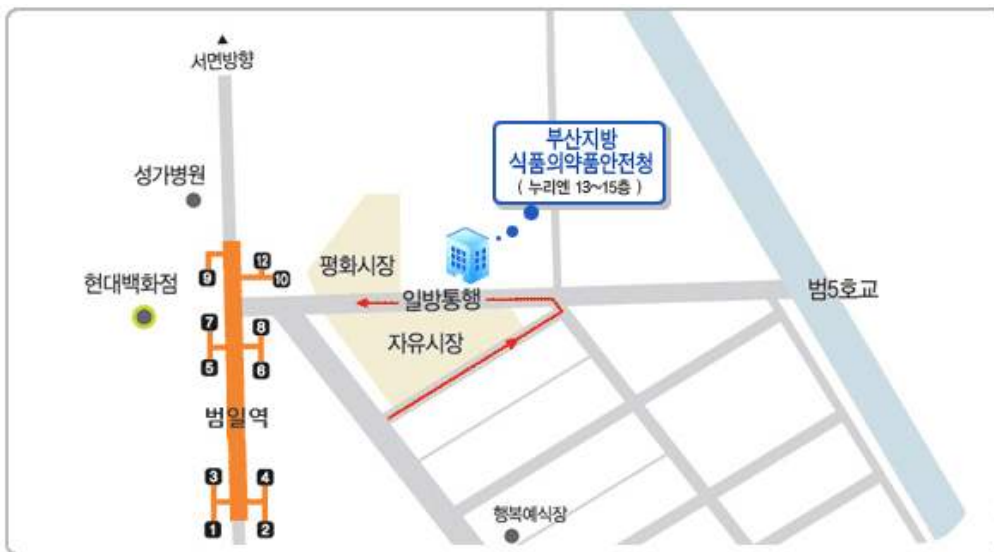 ▲
서면방향
부산지방
식품의약품안전청
( 누리엔 13~15층 )
성가병원
평화시장
현대백화점
9
12
10
일방통행
범5호교
7
8
자유시장
5
6
범일역
3
4
1
2
행복예식장